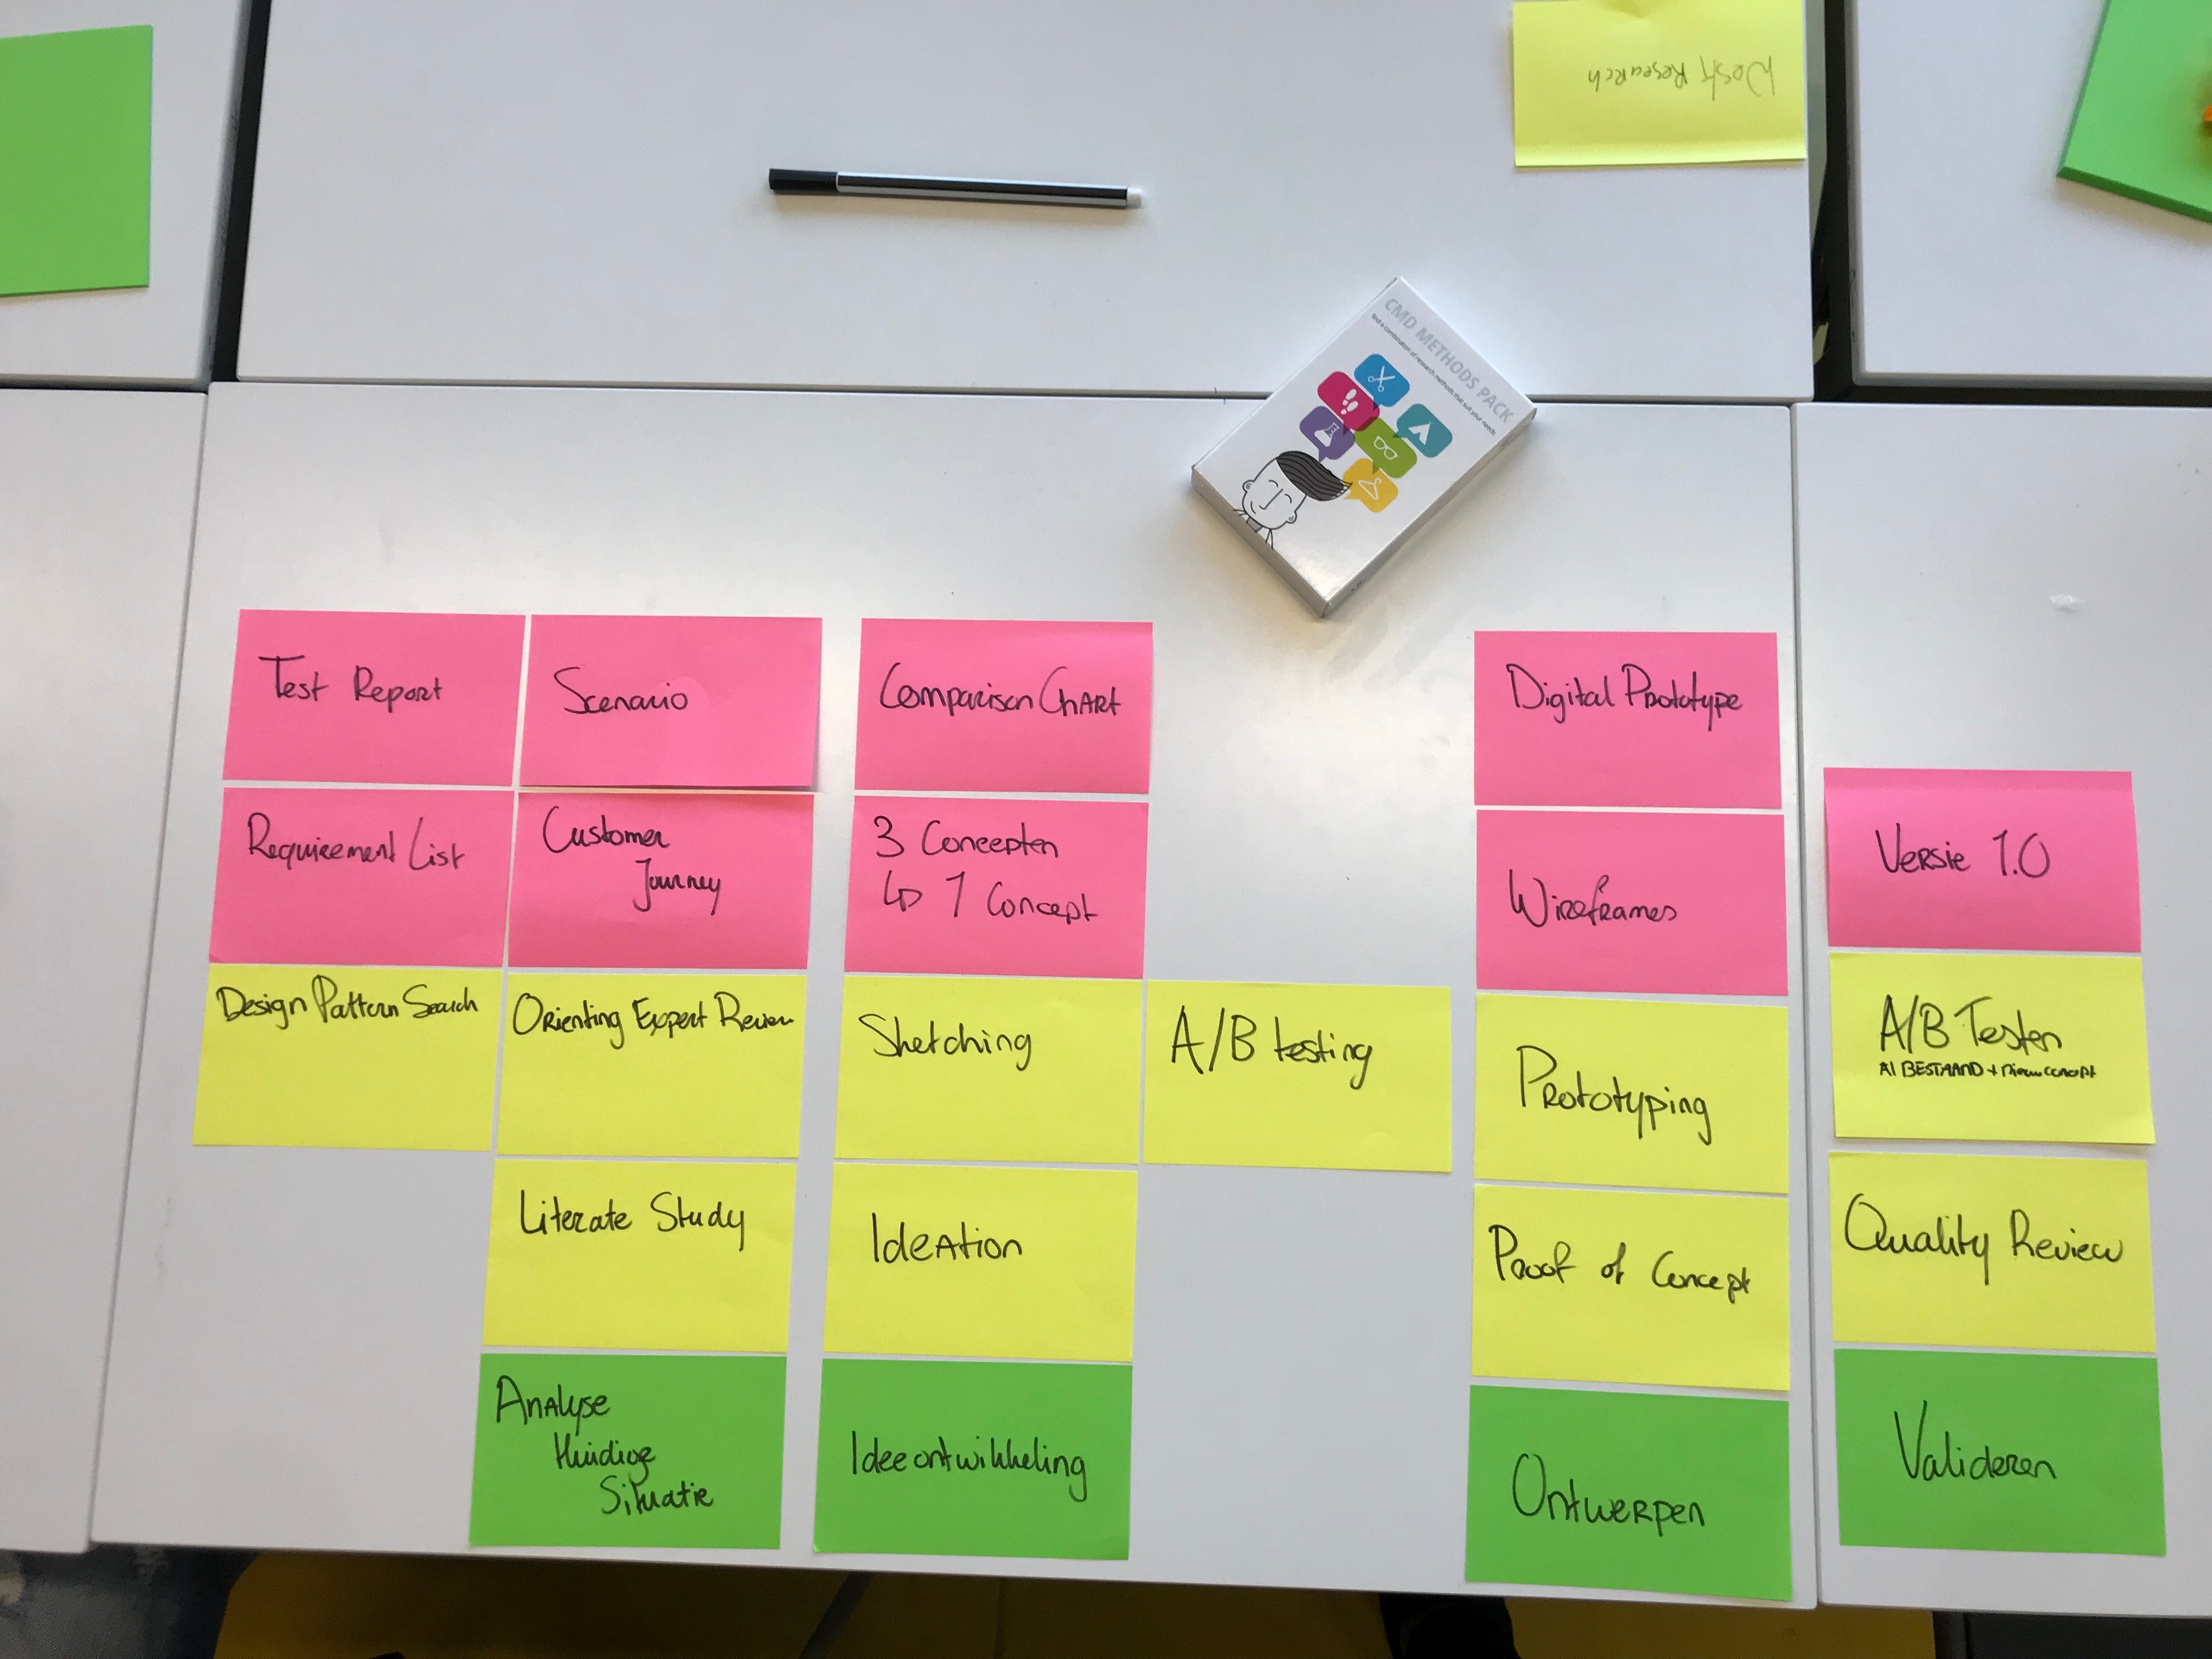 Desk Research
CMD METHODS PACK
find a combination of research methods that suit your needs
Test Report
Scenario
Comparison Chart
Digital Prototype
Requirement List
Customer
Journey
3 Concepten
↳ 1 Concept
Wireframes
Versie 1.0
Design Pattern Search
Orienting Expert Review
Sketching
A/B testing
Prototyping
A/B Testen
Al BESTAAND + nieuw concept
Literate Study
Ideation
Proof of Concept
Quality Review
Analyse
Huidige
Situatie
Ideeontwikkeling
Ontwerpen
Valideren